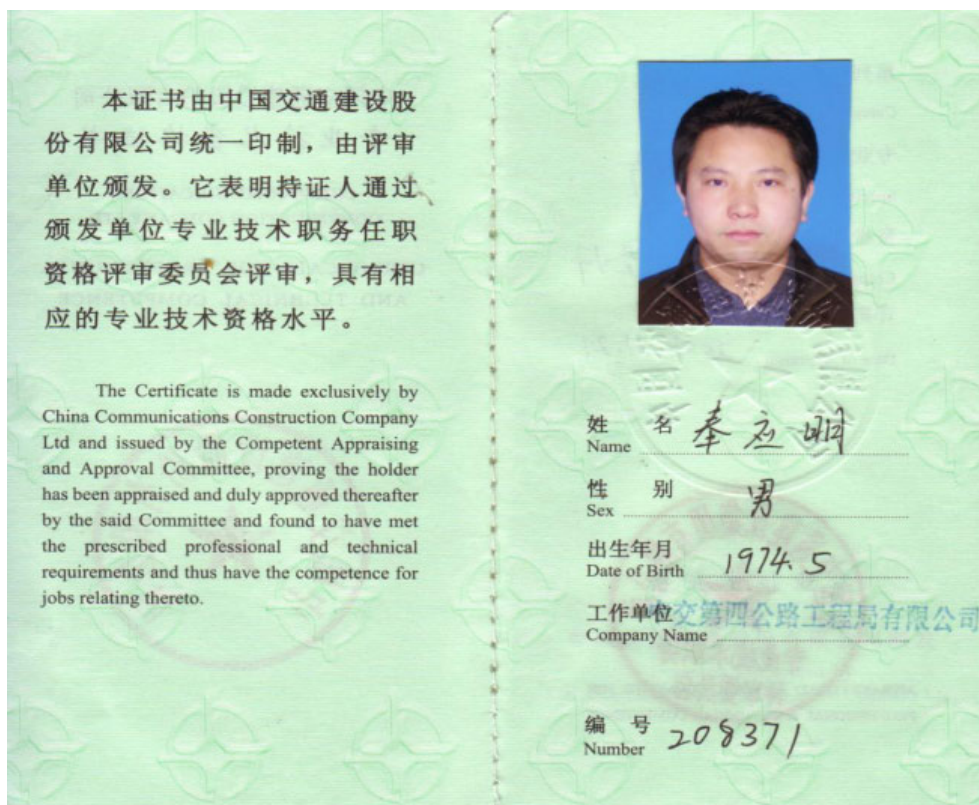 本证书由中国交通建设股
份有限公司统一印制，由评审
单位颁发。它表明持证人通过
颁发单位专业技术职务任职
资格评审委员会评审，具有相
应的专业技术资格水平。
The Certificate is made exclusively by
China Communications Construction Company
Ltd and issued by the Competent Appraising
and Approval Committee, proving the holder
has been appraised and duly approved thereafter
by the said Committee and found to have met
the prescribed professional and technical
requirements and thus have the competence for
jobs relating thereto.
姓 名 奉应明
Name
性 别 男
Sex
出生年月 1974.5
Date of Birth
工作单位 中交第四公路工程局有限公司
Company Name
编 号 208371
Number